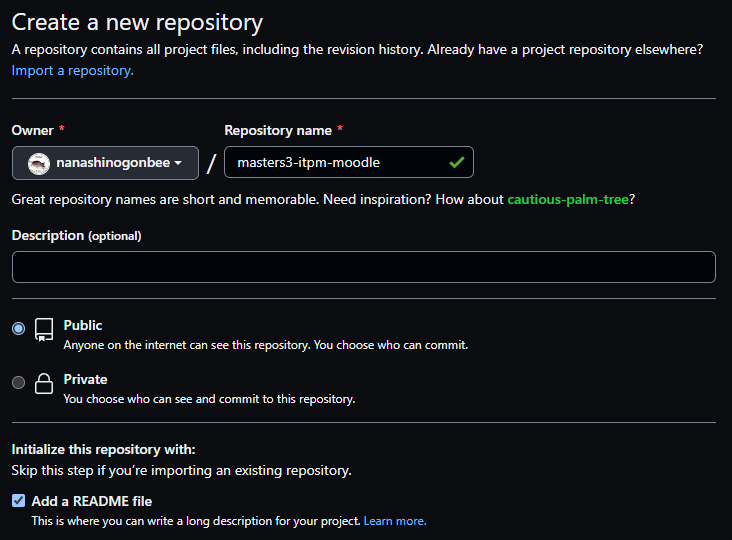 Create a new repository
A repository contains all project files, including the revision history. Already have a project repository elsewhere?
Import a repository.
Owner *
Repository name *
nanashinogonbee
/
masters3-itpm-moodle
Great repository names are short and memorable. Need inspiration? How about cautious-palm-tree?
Description (optional)
Public
Anyone on the internet can see this repository. You choose who can commit.
Private
You choose who can see and commit to this repository.
Initialize this repository with:
Skip this step if you’re importing an existing repository.
Add a README file
This is where you can write a long description for your project. Learn more.